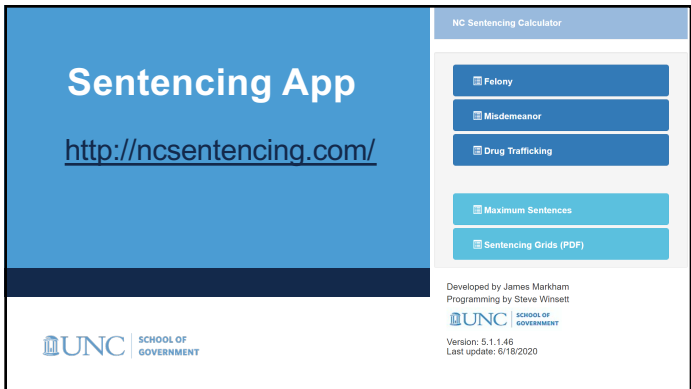 Sentencing App
http://ncsentencing.com/
UNC SCHOOL OF
GOVERNMENT
NC Sentencing Calculator
Felony
Misdemeanor
Drug Trafficking
Maximum Sentences
Sentencing Grids (PDF)
Developed by James Markham
Programming by Steve Winsett
UNC SCHOOL OF
GOVERNMENT
Version: 5.1.1.46
Last update: 6/18/2020